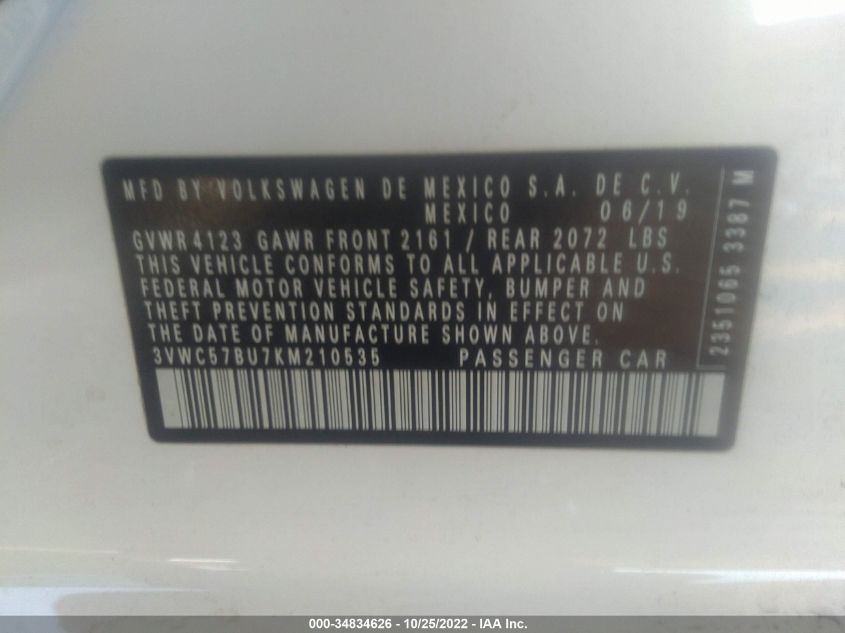 MFD BY VOLKSWAGEN DE MEXICO S.A. DE C.V.
MEXICO 06/19
GVWR 4123 GAWR FRONT 2161 / REAR 2072 LBS
THIS VEHICLE CONFORMS TO ALL APPLICABLE U.S.
FEDERAL MOTOR VEHICLE SAFETY, BUMPER AND
THEFT PREVENTION STANDARDS IN EFFECT ON
THE DATE OF MANUFACTURE SHOWN ABOVE.
3VWC57BU7KM210535 PASSENGER CAR
2351065 3387 M
000-34834626 - 10/25/2022 - IAA Inc.